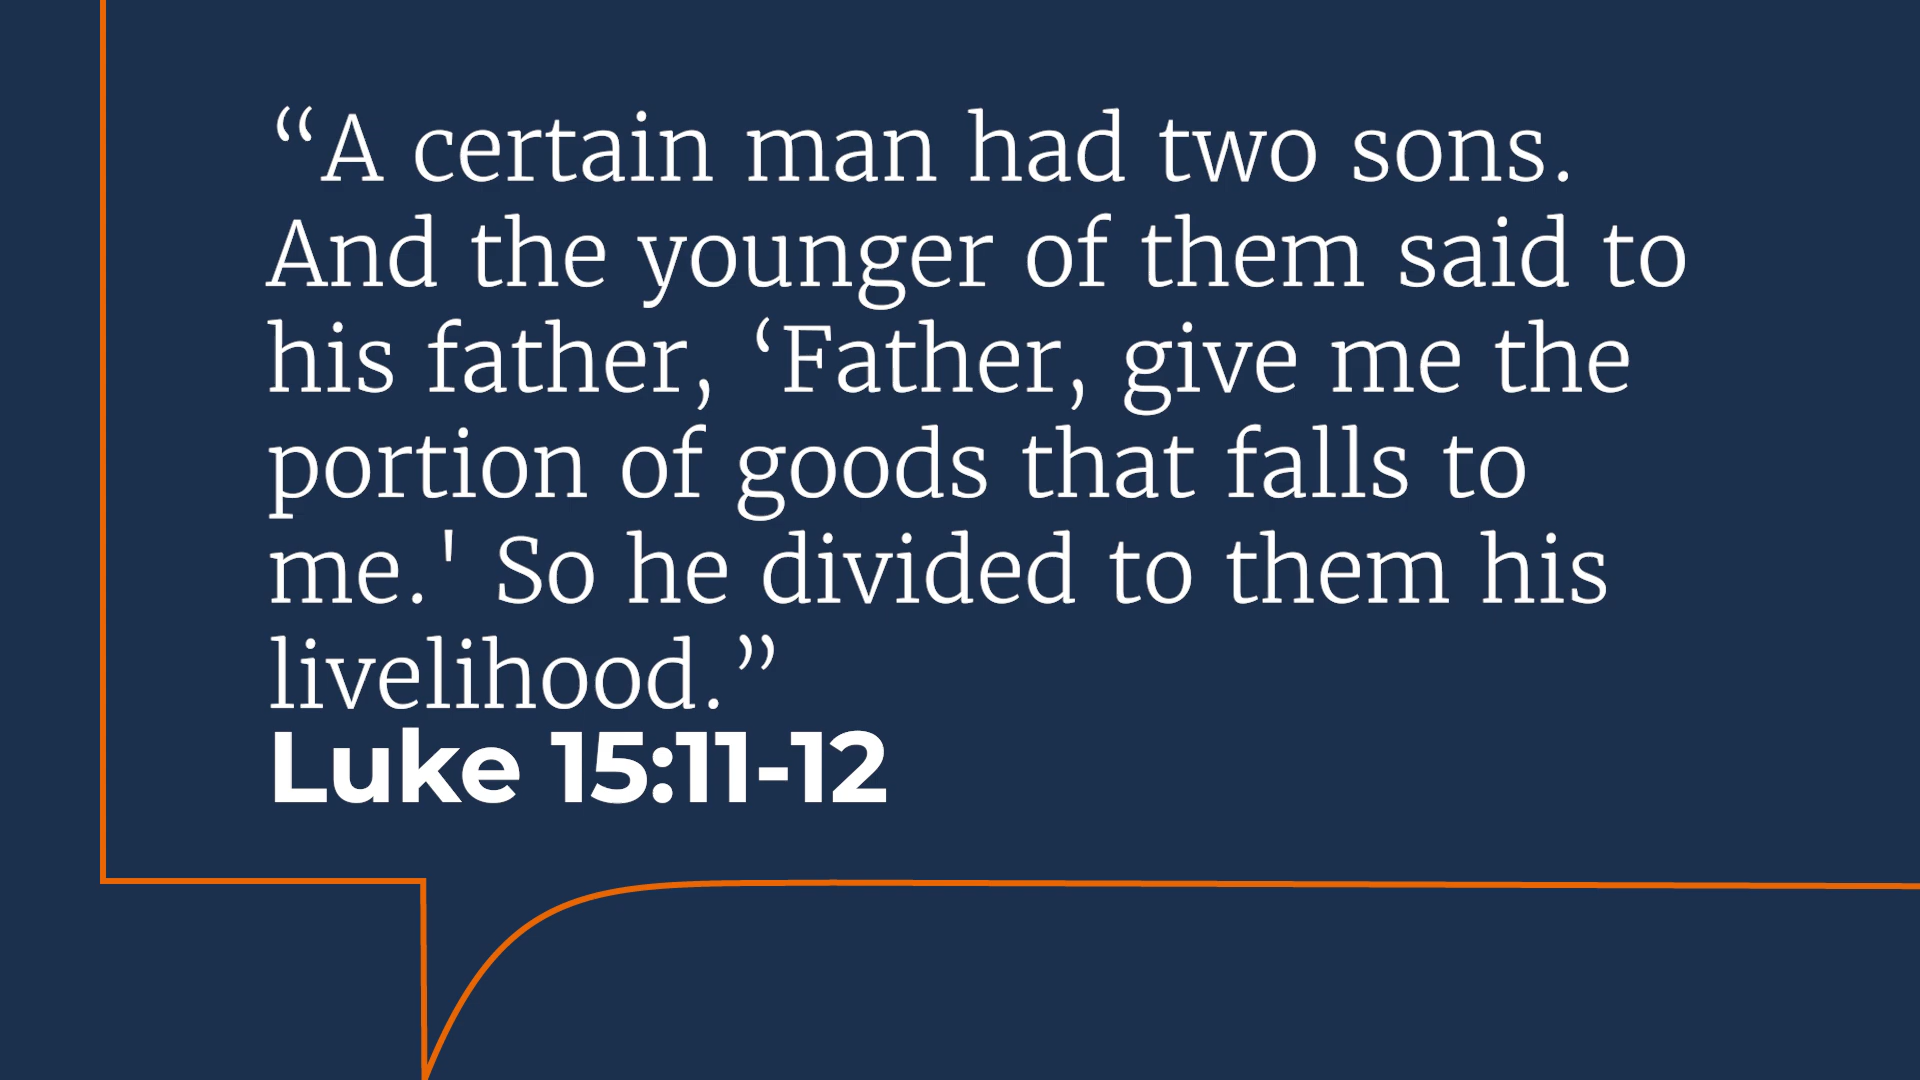 “A certain man had two sons.
And the younger of them said to
his father, ‘Father, give me the
portion of goods that falls to
me.' So he divided to them his
livelihood.”
Luke 15:11-12